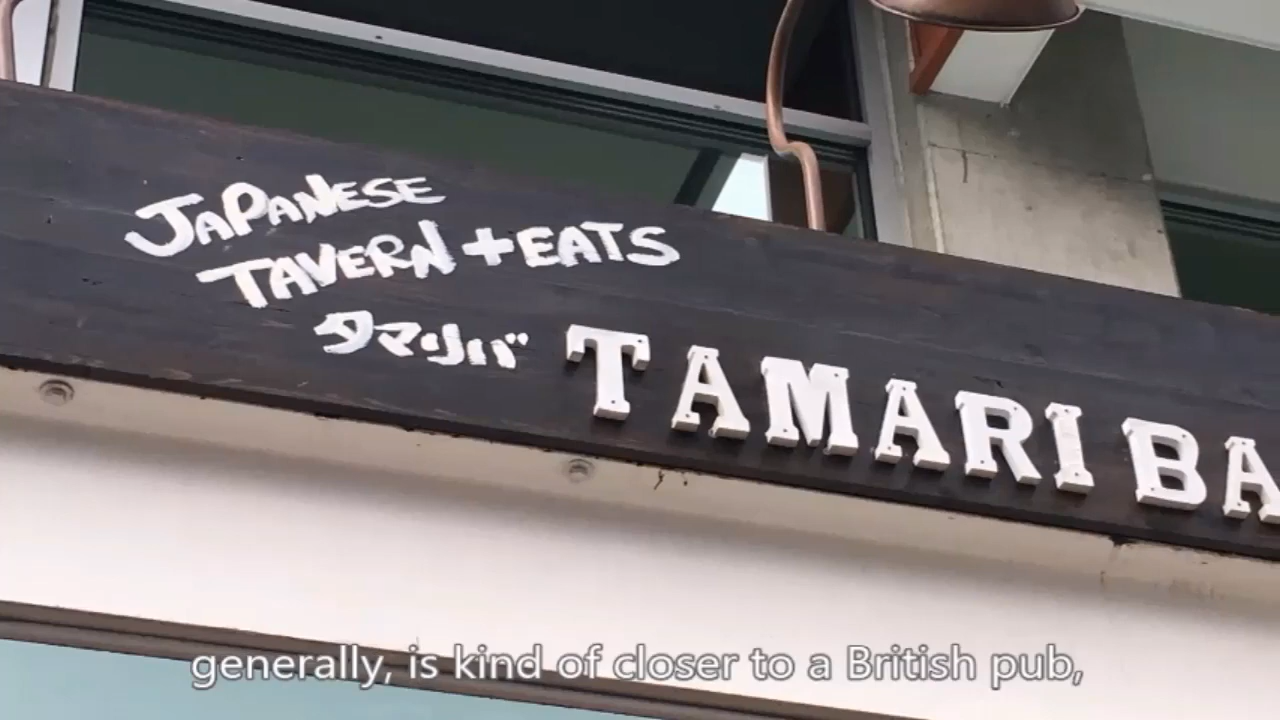 JAPANESE
TAVERN + EATS
タマリバ
TAMARI BA
generally, is kind of closer to a British pub,